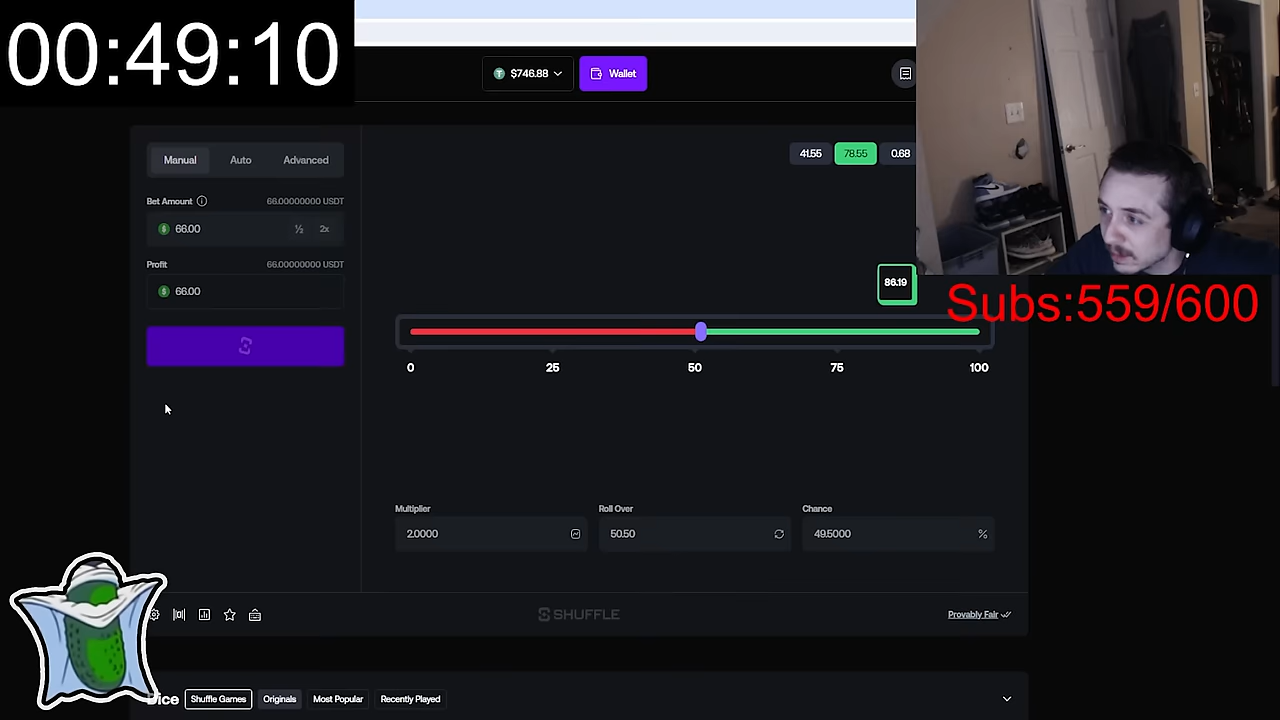 00:49:10
$746.88
Wallet
Manual Auto Advanced
41.55 78.55 0.68
Bet Amount 66.00000000 USDT
66.00 ½ 2x
Profit 66.00000000 USDT
66.00
86.19
Subs:559/600
0 25 50 75 100
Multiplier Roll Over Chance
2.0000 50.50 49.5000 %
SHUFFLE
Provably Fair
Dice Shuffle Games Originals Most Popular Recently Played